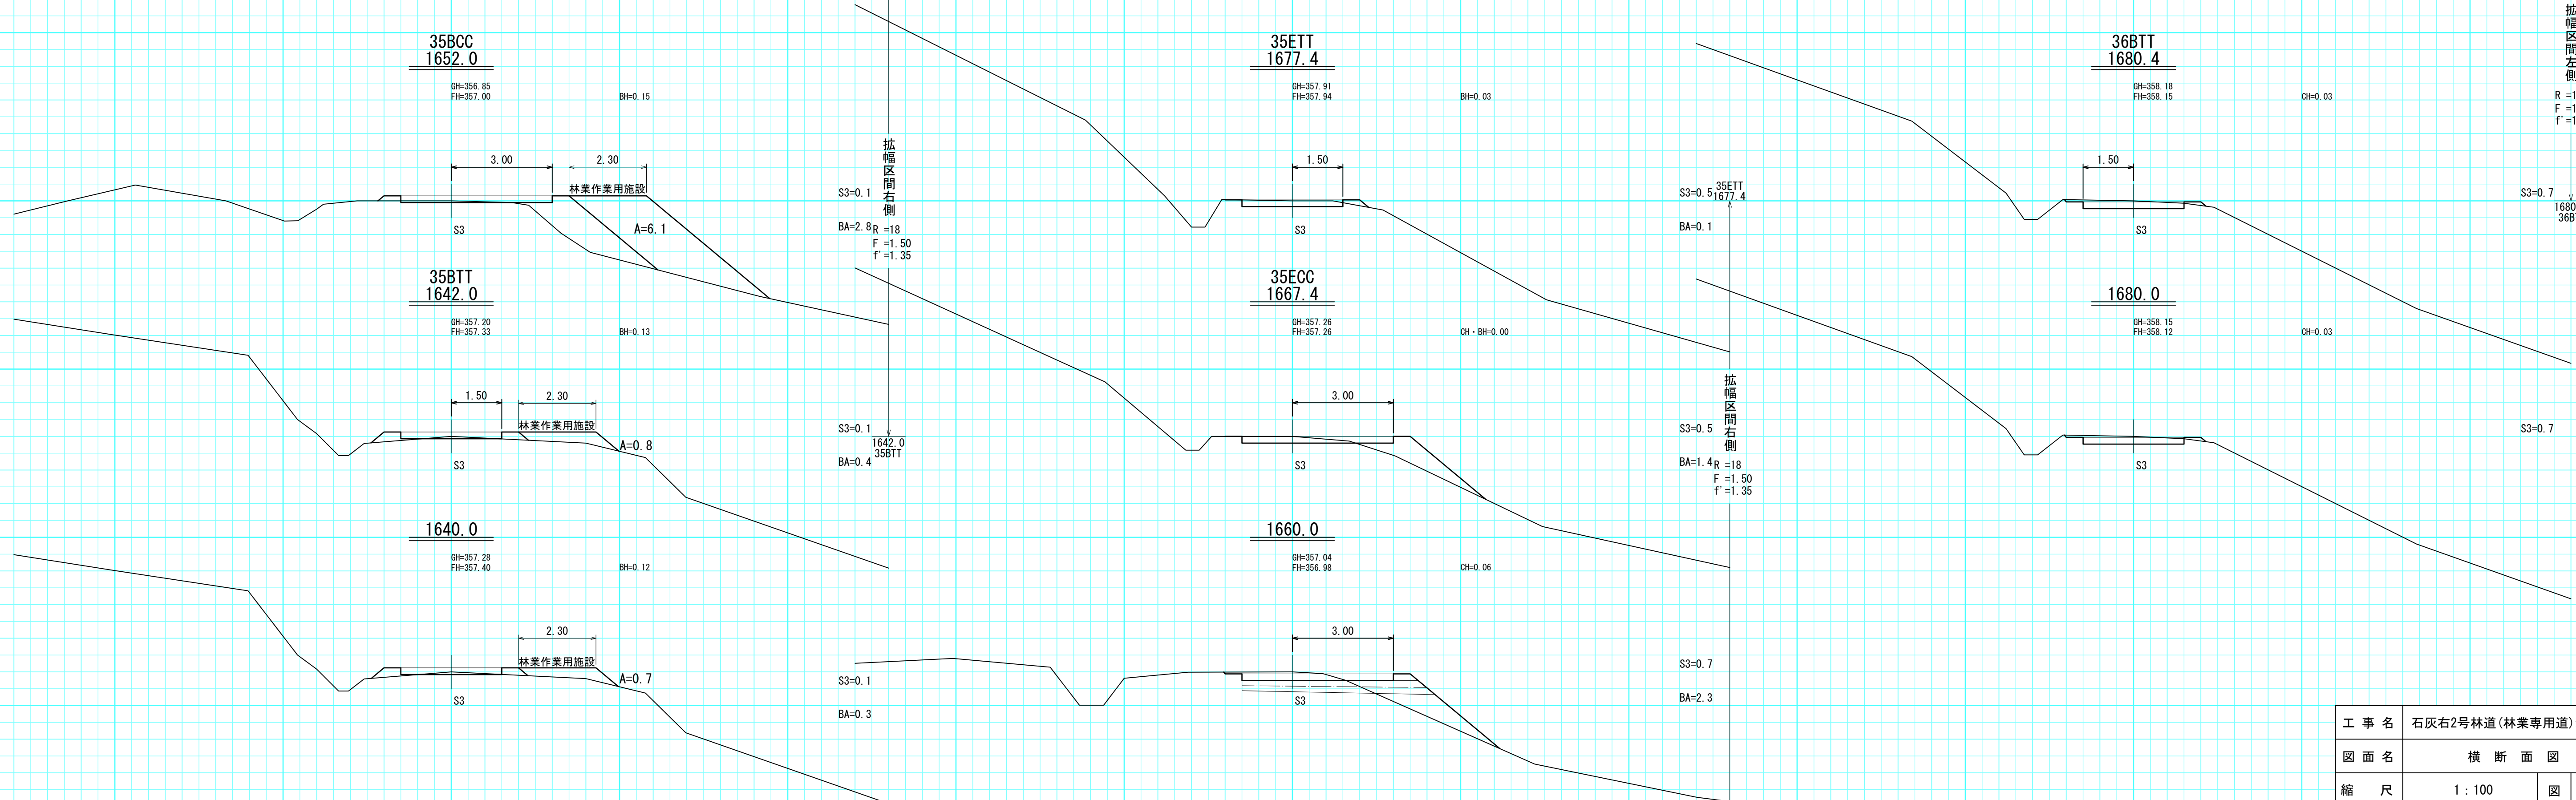 35BCC
1652.0
GH=356.85
FH=357.00
BH=0.15
3.00
2.30
林業作業用施設
A=6.1
S3
S3=0.1
BA=2.8
拡幅区間右側
R =18
F =1.50
f'=1.35
35BTT
1642.0
GH=357.20
FH=357.33
BH=0.13
1.50
2.30
林業作業用施設
A=0.8
S3
S3=0.1
BA=0.4
1642.0
35BTT
1640.0
GH=357.28
FH=357.40
BH=0.12
2.30
林業作業用施設
A=0.7
S3
S3=0.1
BA=0.3
35ETT
1677.4
GH=357.91
FH=357.94
BH=0.03
1.50
S3
S3=0.5
BA=0.1
35ETT
1677.4
35ECC
1667.4
GH=357.26
FH=357.26
CH・BH=0.00
3.00
S3
S3=0.5
BA=1.4
拡幅区間右側
R =18
F =1.50
f'=1.35
1660.0
GH=357.04
FH=356.98
CH=0.06
3.00
S3
S3=0.7
BA=2.3
36BTT
1680.4
GH=358.18
FH=358.15
CH=0.03
1.50
S3
S3=0.7
拡幅区間左側
R =1
F =1
f'=1
1680
36B
1680.0
GH=358.15
FH=358.12
CH=0.03
S3
S3=0.7
工事名 石灰右2号林道(林業専用道)
図面名 横断面図
縮尺 1:100 図